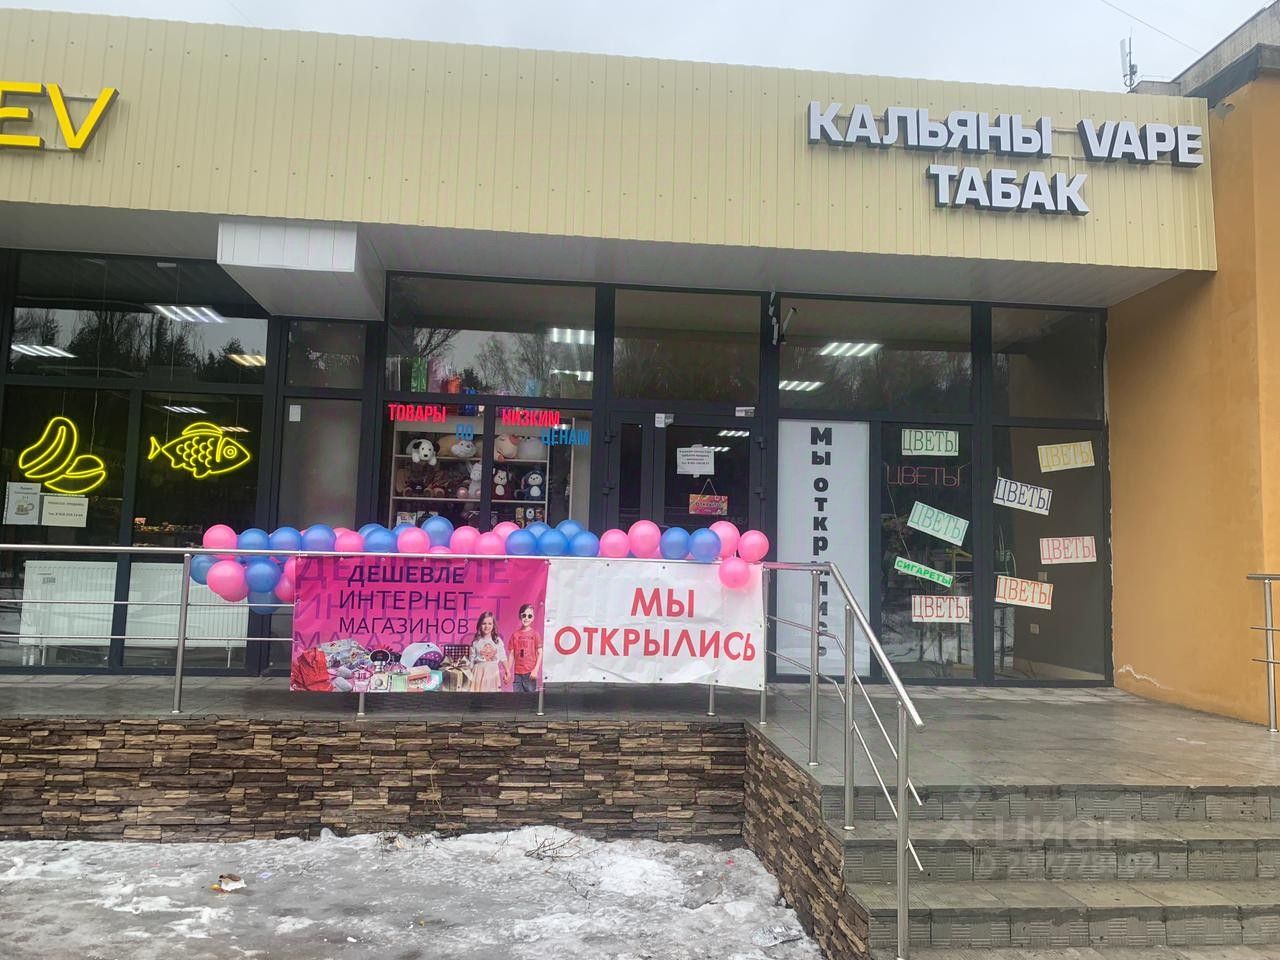 EV
КАЛЬЯНЫ VAPE
ТАБАК
ТОВАРЫ
ПО
НИЗКИМ
ЦЕНАМ
МЫ ОТКРЫЛИСЬ
ЦВЕТЫ
ЦВЕТЫ
ЦВЕТЫ
ЦВЕТЫ
ЦВЕТЫ
ЦВЕТЫ
СИГАРЕТЫ
ЦВЕТЫ
ЦВЕТЫ
ДЕШЕВЛЕ
ИНТЕРНЕТ
МАГАЗИНОВ
МЫ
ОТКРЫЛИСЬ
циан